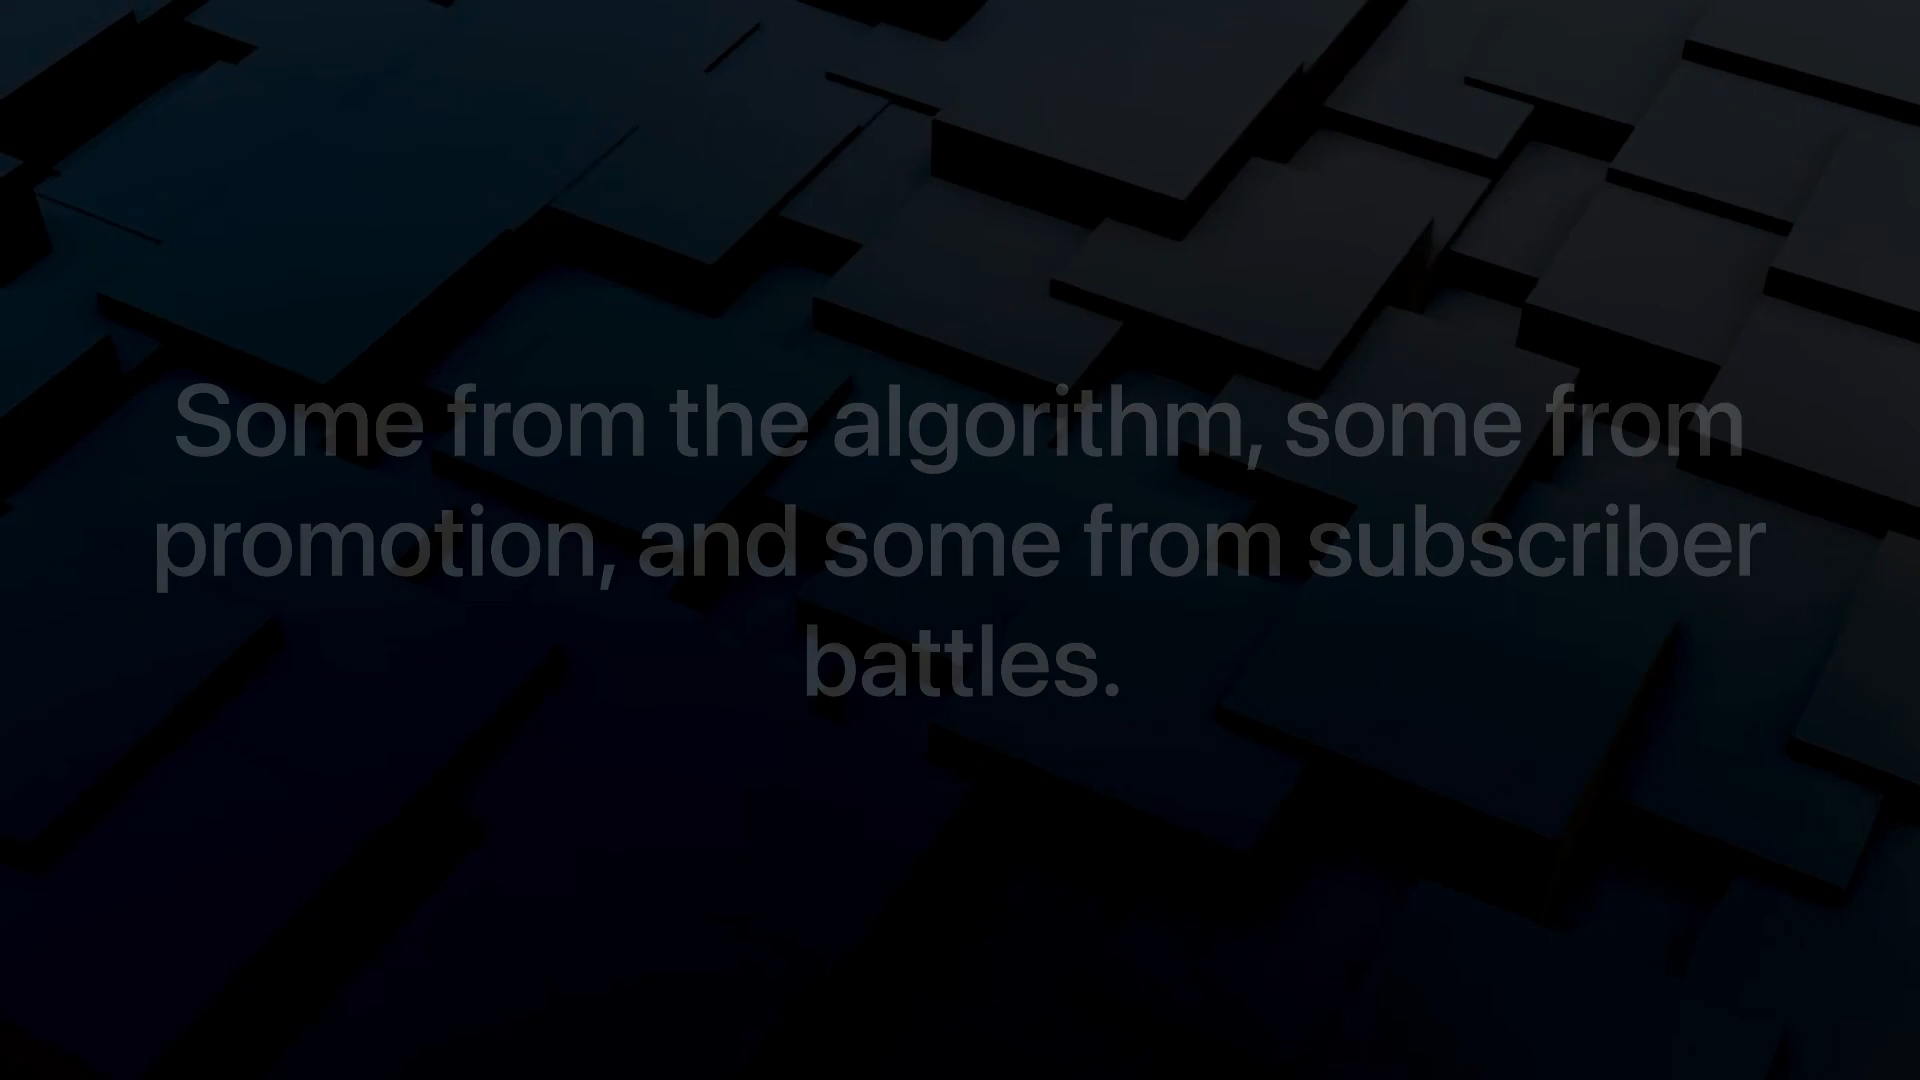 Some from the algorithm, some from
promotion, and some from subscriber
battles.